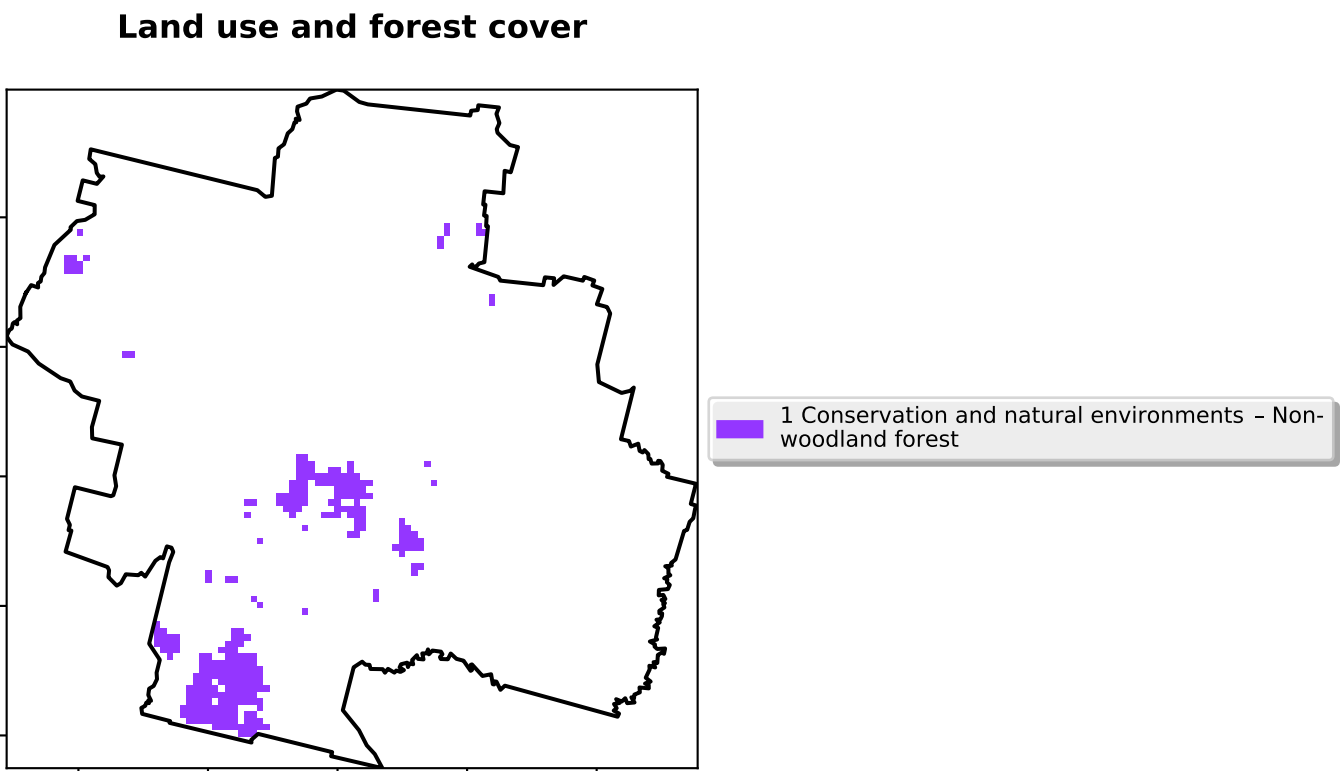 Land use and forest cover
1 Conservation and natural environments – Non-
woodland forest